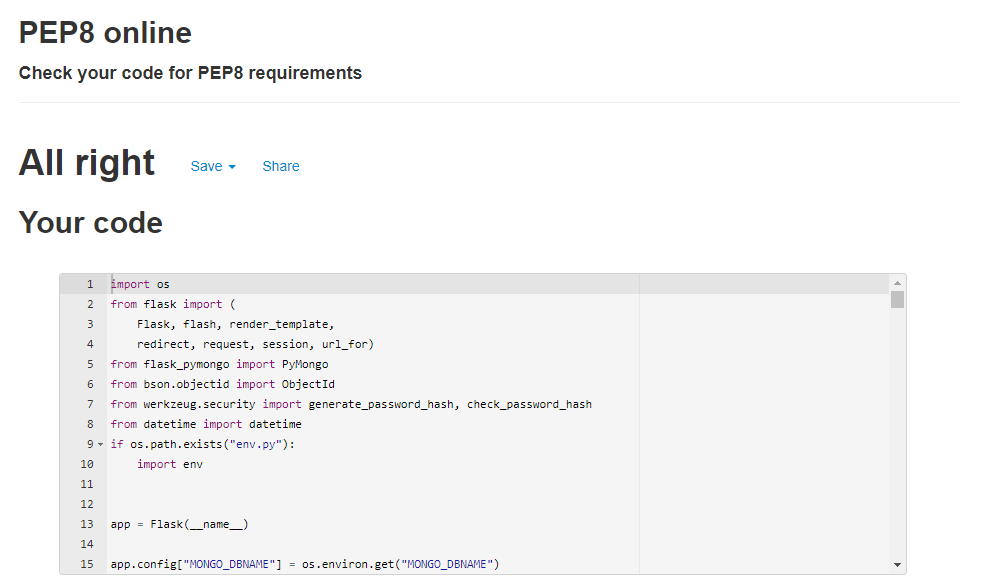 PEP8 online
Check your code for PEP8 requirements
All right Save Share
Your code
1 import os
2 from flask import (
3     Flask, flash, render_template,
4     redirect, request, session, url_for)
5 from flask_pymongo import PyMongo
6 from bson.objectid import ObjectId
7 from werkzeug.security import generate_password_hash, check_password_hash
8 from datetime import datetime
9 if os.path.exists("env.py"):
10     import env
11
12
13 app = Flask(__name__)
14
15 app.config["MONGO_DBNAME"] = os.environ.get("MONGO_DBNAME")